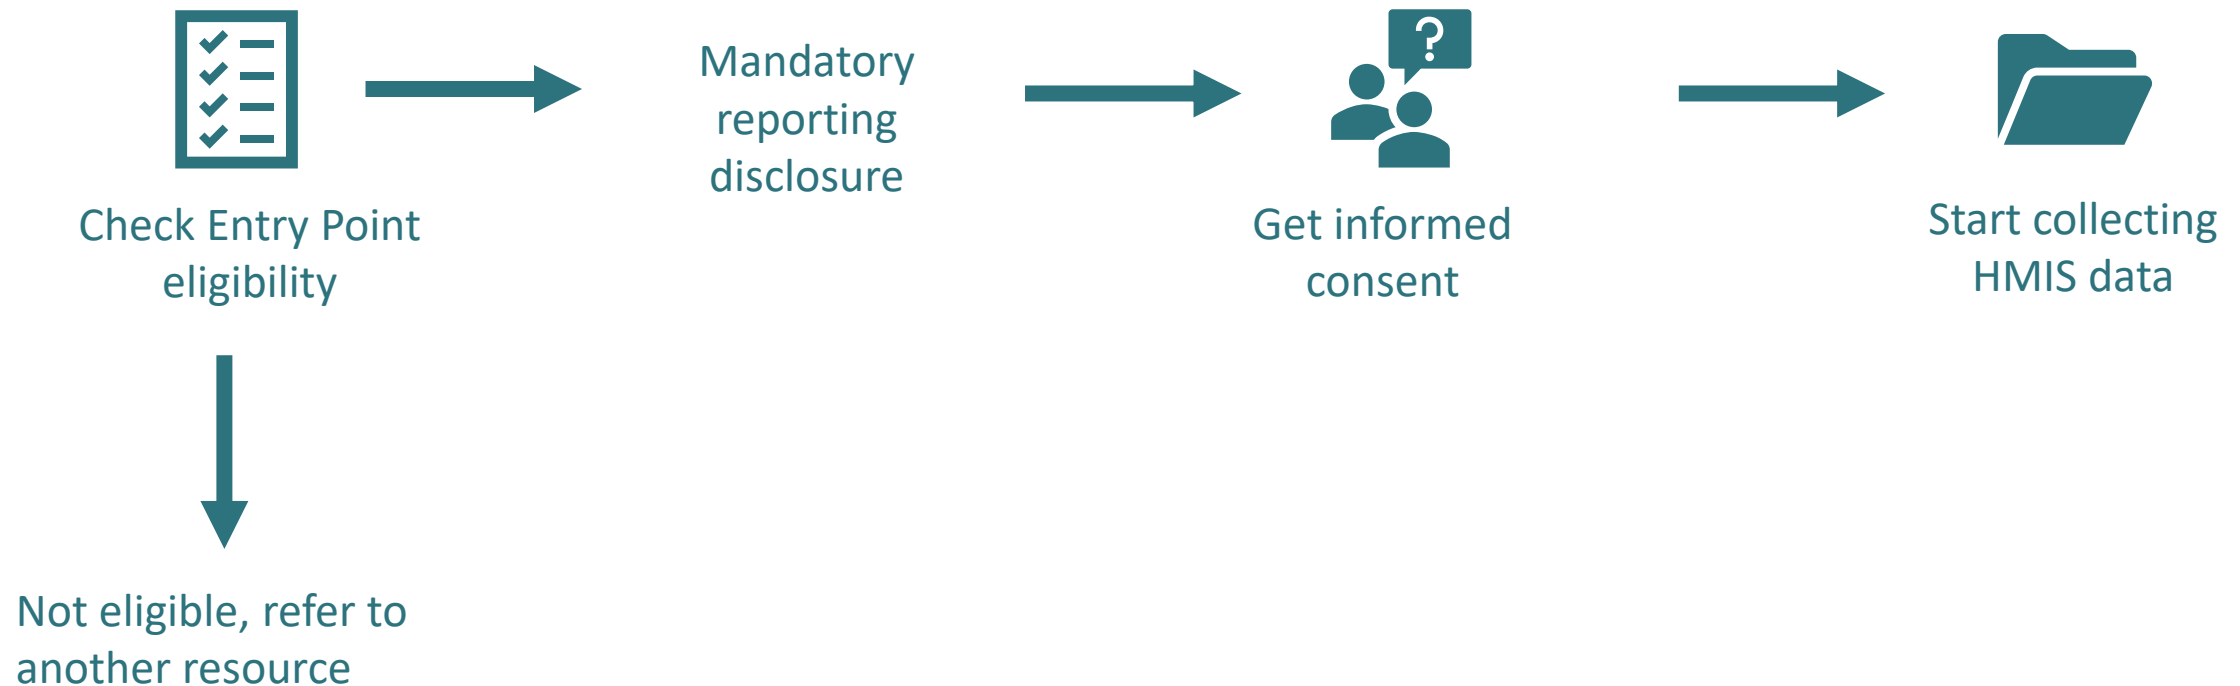 Check Entry Point
eligibility
Mandatory
reporting
disclosure
?
Get informed
consent
Start collecting
HMIS data
Not eligible, refer to
another resource